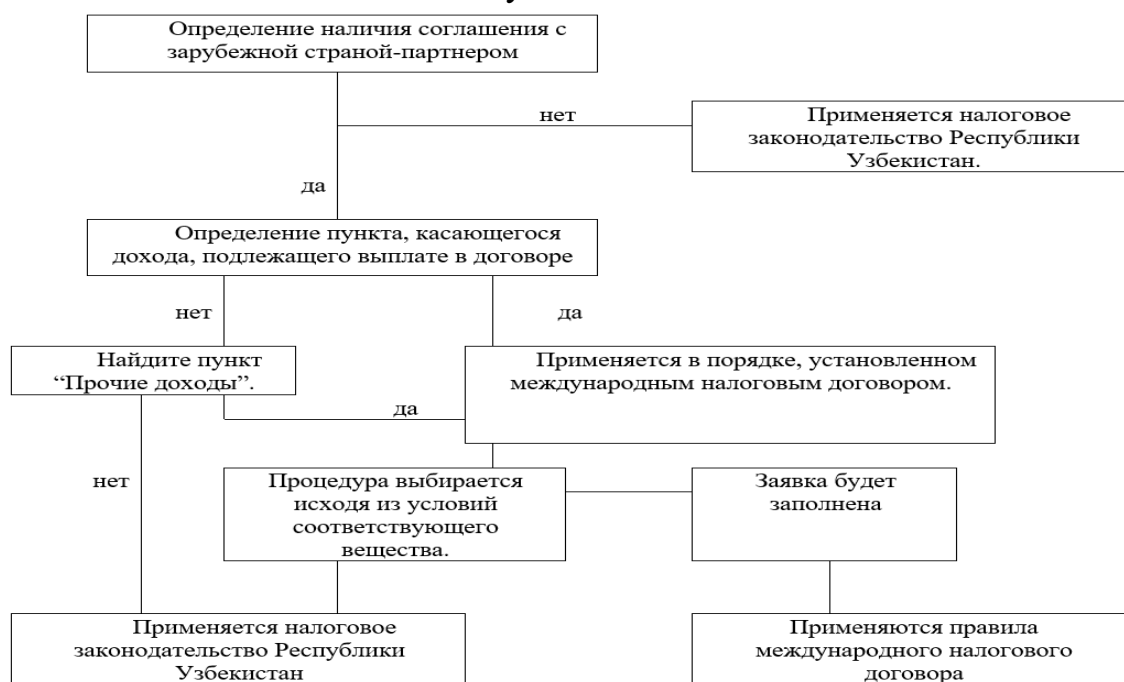 Определение наличия соглашения с
зарубежной страной-партнером
нет
Применяется налоговое
законодательство Республики
Узбекистан.
да
Определение пункта, касающегося
дохода, подлежащего выплате в договоре
нет
да
Найдите пункт
“Прочие доходы”.
Применяется в порядке, установленном
международным налоговым договором.
да
нет
Процедура выбирается
исходя из условий
соответствующего
вещества.
Заявка будет
заполнена
Применяется налоговое
законодательство Республики
Узбекистан
Применяются правила
международного налогового
договора